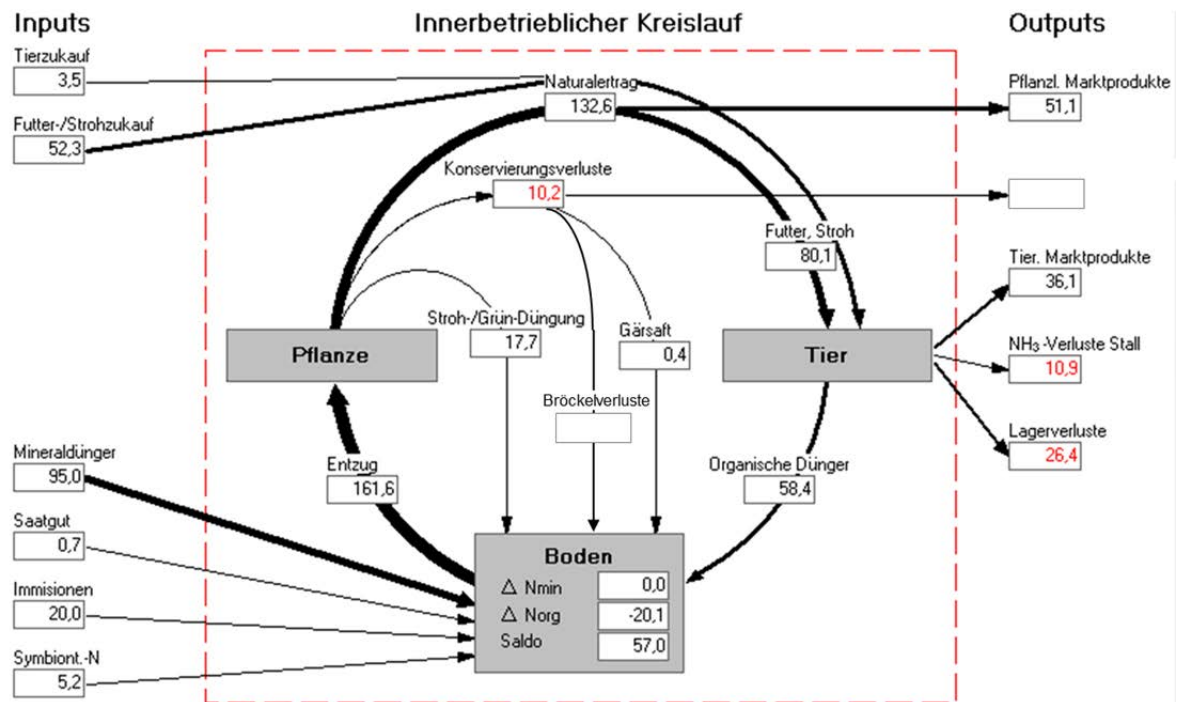 Inputs
Innerbetrieblicher Kreislauf
Outputs
Tierzukauf
3,5
Futter-/Strohzukauf
52,3
Naturalertrag
132,6
Pflanzl. Marktprodukte
51,1
Konservierungsverluste
10,2
Futter, Stroh
80,1
Tier. Marktprodukte
36,1
Stroh-/Grün-Düngung
17,7
Gärsaft
0,4
Pflanze
Tier
NH₃-Verluste Stall
10,9
Bröckelverluste
Lagerverluste
26,4
Mineraldünger
95,0
Entzug
161,6
Organische Dünger
58,4
Saatgut
0,7
Immisionen
20,0
Symbiont.-N
5,2
Boden
Δ Nmin 0,0
Δ Norg -20,1
Saldo 57,0